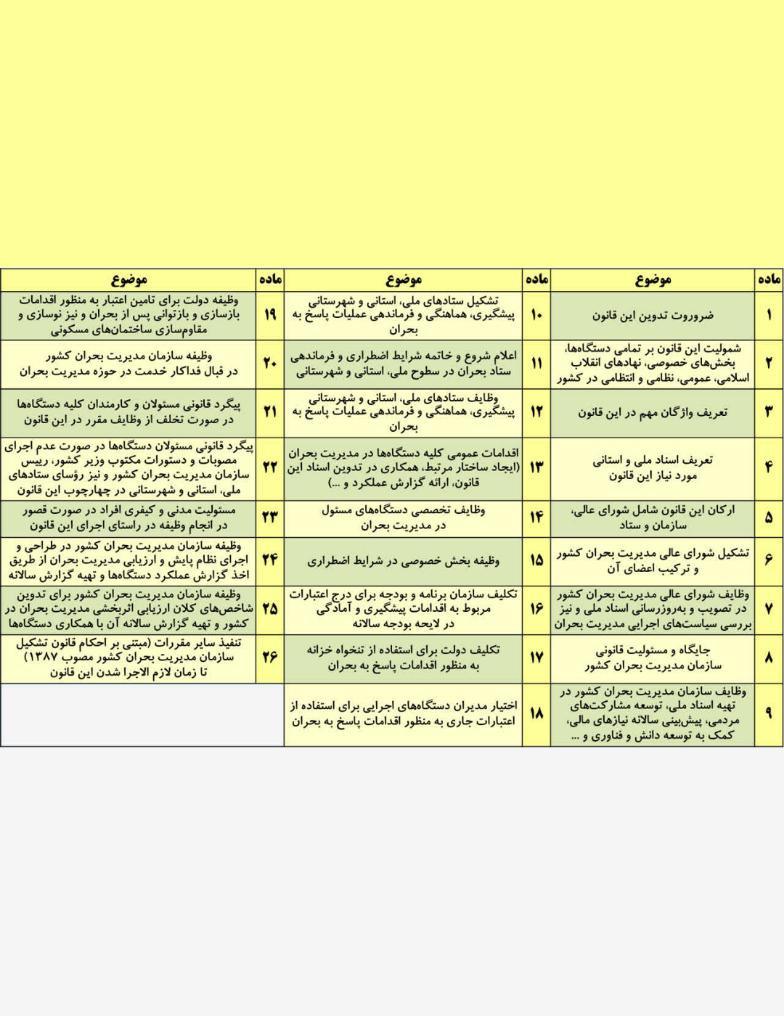 ماده
موضوع
۱
ضروروت تدوین این قانون
۲
شمولیت این قانون بر تمامی دستگاه‌ها،
بخش‌های خصوصی، نهادهای انقلاب
اسلامی، عمومی، نظامی و انتظامی در کشور
۳
تعریف واژگان مهم در این قانون
۴
تعریف اسناد ملی و استانی
مورد نیاز این قانون
۵
ارکان این قانون شامل شورای عالی،
سازمان و ستاد
۶
تشکیل شورای عالی مدیریت بحران کشور
و ترکیب اعضای آن
۷
وظایف شورای عالی مدیریت بحران کشور
در تصویب و به‌روزرسانی اسناد ملی و نیز
بررسی سیاست‌های اجرایی مدیریت بحران
۸
جایگاه و مسئولیت قانونی
سازمان مدیریت بحران کشور
۹
وظایف سازمان مدیریت بحران کشور در
تهیه اسناد ملی، توسعه مشارکت‌های
مردمی، پیش‌بینی سالانه نیازهای مالی،
کمک به توسعه دانش و فناوری و ...
ماده
موضوع
۱۰
تشکیل ستادهای ملی، استانی و شهرستانی
پیشگیری، هماهنگی و فرماندهی عملیات پاسخ به
بحران
۱۱
اعلام شروع و خاتمه شرایط اضطراری و فرماندهی
ستاد بحران در سطوح ملی، استانی و شهرستانی
۱۲
وظایف ستادهای ملی، استانی و شهرستانی
پیشگیری، هماهنگی و فرماندهی عملیات پاسخ به
بحران
۱۳
اقدامات عمومی کلیه دستگاه‌ها در مدیریت بحران
(ایجاد ساختار مرتبط، همکاری در تدوین اسناد این
قانون، ارائه گزارش عملکرد و ...)
۱۴
وظایف تخصصی دستگاه‌های مسئول
در مدیریت بحران
۱۵
وظیفه بخش خصوصی در شرایط اضطراری
۱۶
تکلیف سازمان برنامه و بودجه برای درج اعتبارات
مربوط به اقدامات پیشگیری و آمادگی
در لایحه بودجه سالانه
۱۷
تکلیف دولت برای استفاده از تنخواه خزانه
به منظور اقدامات پاسخ به بحران
۱۸
اختیار مدیران دستگاه‌های اجرایی برای استفاده از
اعتبارات جاری به منظور اقدامات پاسخ به بحران
ماده
موضوع
۱۹
وظیفه دولت برای تامین اعتبار به منظور اقدامات
بازسازی و بازتوانی پس از بحران و نیز نوسازی و
مقاوم‌سازی ساختمان‌های مسکونی
۲۰
وظیفه سازمان مدیریت بحران کشور
در قبال فداکار خدمت در حوزه مدیریت بحران
۲۱
پیگرد قانونی مسئولان و کارمندان کلیه دستگاه‌ها
در صورت تخلف از وظایف مقرر در این قانون
۲۲
پیگرد قانونی مسئولان دستگاه‌ها در صورت عدم اجرای
مصوبات و دستورات مکتوب وزیر کشور، رییس
سازمان مدیریت بحران کشور و نیز رؤسای ستادهای
ملی، استانی و شهرستانی در چهارچوب این قانون
۲۳
مسئولیت مدنی و کیفری افراد در صورت قصور
در انجام وظیفه در راستای اجرای این قانون
۲۴
وظیفه سازمان مدیریت بحران کشور در طراحی و
اجرای نظام پایش و ارزیابی مدیریت بحران از طریق
اخذ گزارش عملکرد دستگاه‌ها و تهیه گزارش سالانه
۲۵
وظیفه سازمان مدیریت بحران کشور برای تدوین
شاخص‌های کلان ارزیابی اثربخشی مدیریت بحران در
کشور و تهیه گزارش سالانه آن با همکاری دستگاه‌ها
۲۶
تنفیذ سایر مقررات (مبتنی بر احکام قانون تشکیل
سازمان مدیریت بحران کشور مصوب ۱۳۸۷)
تا زمان لازم الاجرا شدن این قانون